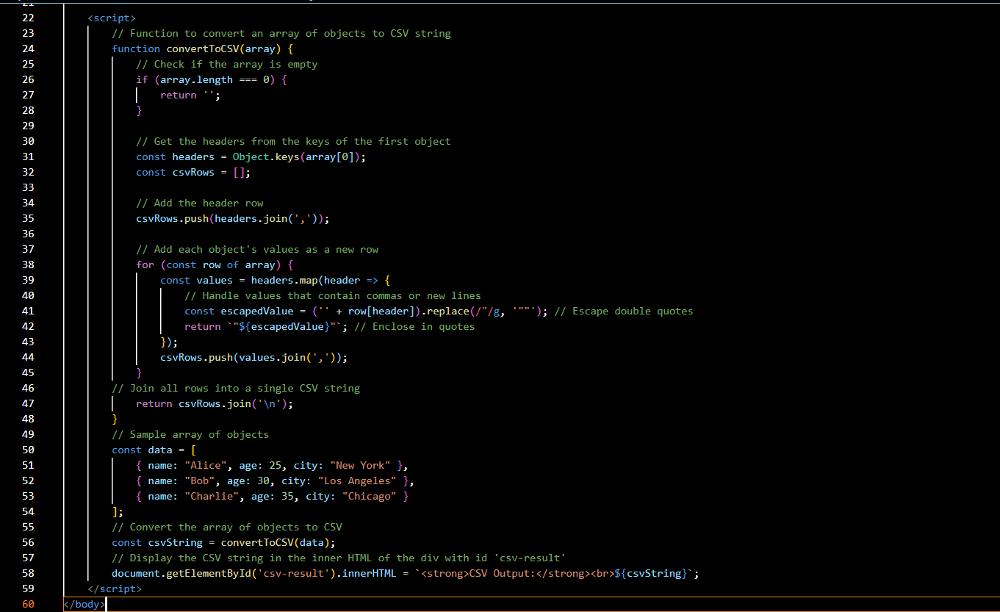 21
22 <script>
23 // Function to convert an array of objects to CSV string
24 function convertToCSV(array) {
25 // Check if the array is empty
26 if (array.length === 0) {
27 return '';
28 }
29
30 // Get the headers from the keys of the first object
31 const headers = Object.keys(array[0]);
32 const csvRows = [];
33
34 // Add the header row
35 csvRows.push(headers.join(','));
36
37 // Add each object's values as a new row
38 for (const row of array) {
39 const values = headers.map(header => {
40 // Handle values that contain commas or new lines
41 const escapedValue = ('' + row[header]).replace(/"/g, '""'); // Escape double quotes
42 return `"${escapedValue}"`; // Enclose in quotes
43 });
44 csvRows.push(values.join(','));
45 }
46 // Join all rows into a single CSV string
47 return csvRows.join('\n');
48 }
49 // Sample array of objects
50 const data = [
51 { name: "Alice", age: 25, city: "New York" },
52 { name: "Bob", age: 30, city: "Los Angeles" },
53 { name: "Charlie", age: 35, city: "Chicago" }
54 ];
55 // Convert the array of objects to CSV
56 const csvString = convertToCSV(data);
57 // Display the CSV string in the inner HTML of the div with id 'csv-result'
58 document.getElementById('csv-result').innerHTML = `<strong>CSV Output:</strong><br>${csvString}`;
59 </script>
60 </body>